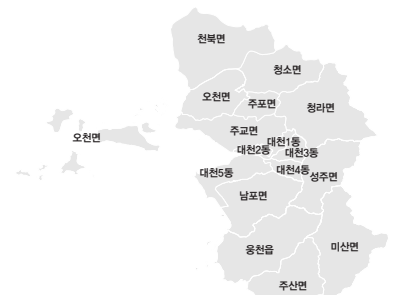 천북면
청소면
오천면
주포면
청라면
주교면
오천면
대천1동
대천2동
대천3동
대천4동
대천5동
성주면
남포면
웅천읍
미산면
주산면